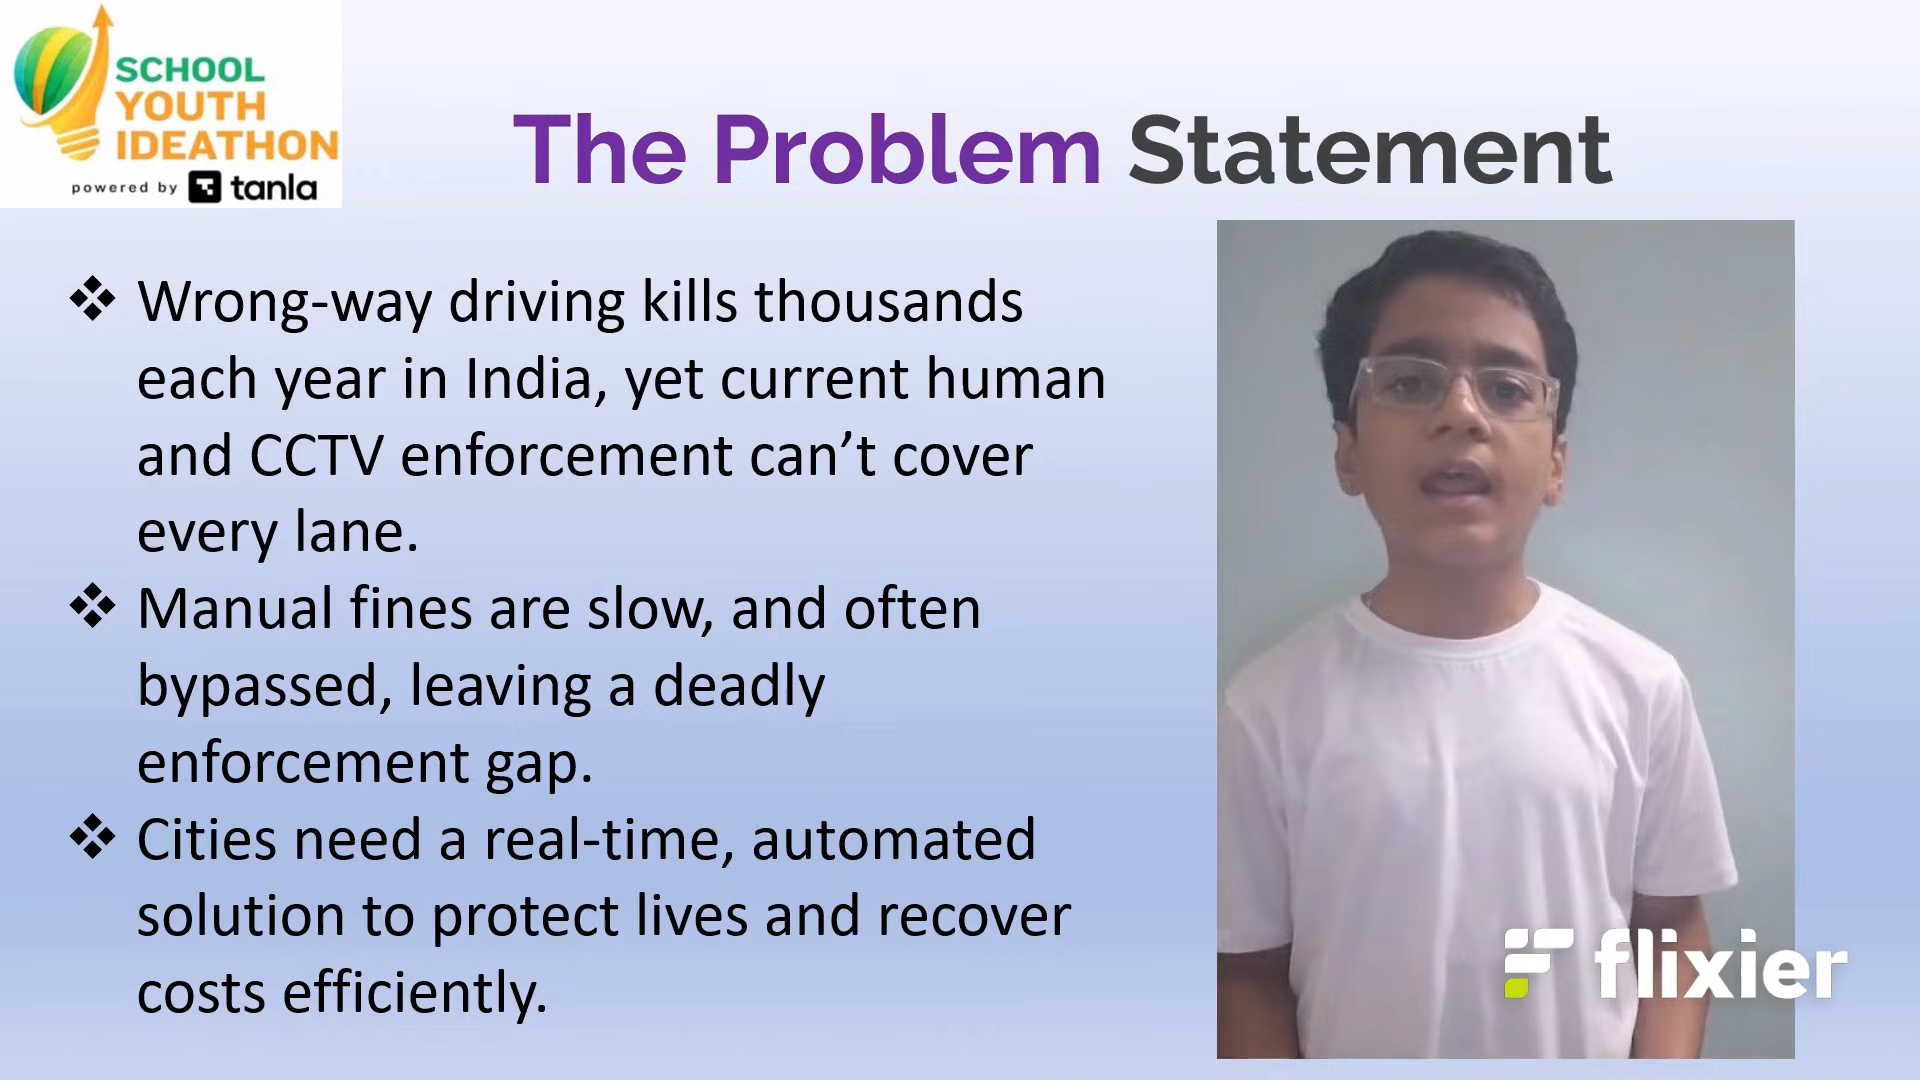 SCHOOL
YOUTH
IDEATHON
powered by tanla
The Problem Statement
❖ Wrong-way driving kills thousands
each year in India, yet current human
and CCTV enforcement can’t cover
every lane.
❖ Manual fines are slow, and often
bypassed, leaving a deadly
enforcement gap.
❖ Cities need a real-time, automated
solution to protect lives and recover
costs efficiently.
flixier